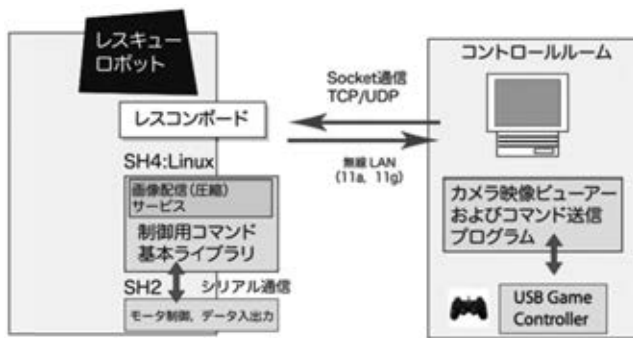 レスキュー
ロボット
レスコンボード
SH4:Linux
画像配信(圧縮)
サービス
制御用コマンド
基本ライブラリ
SH2
シリアル通信
モータ制御,データ入出力
Socket通信
TCP/UDP
無線LAN
(11a, 11g)
コントロールルーム
カメラ映像ビューアー
およびコマンド送信
プログラム
USB Game
Controller